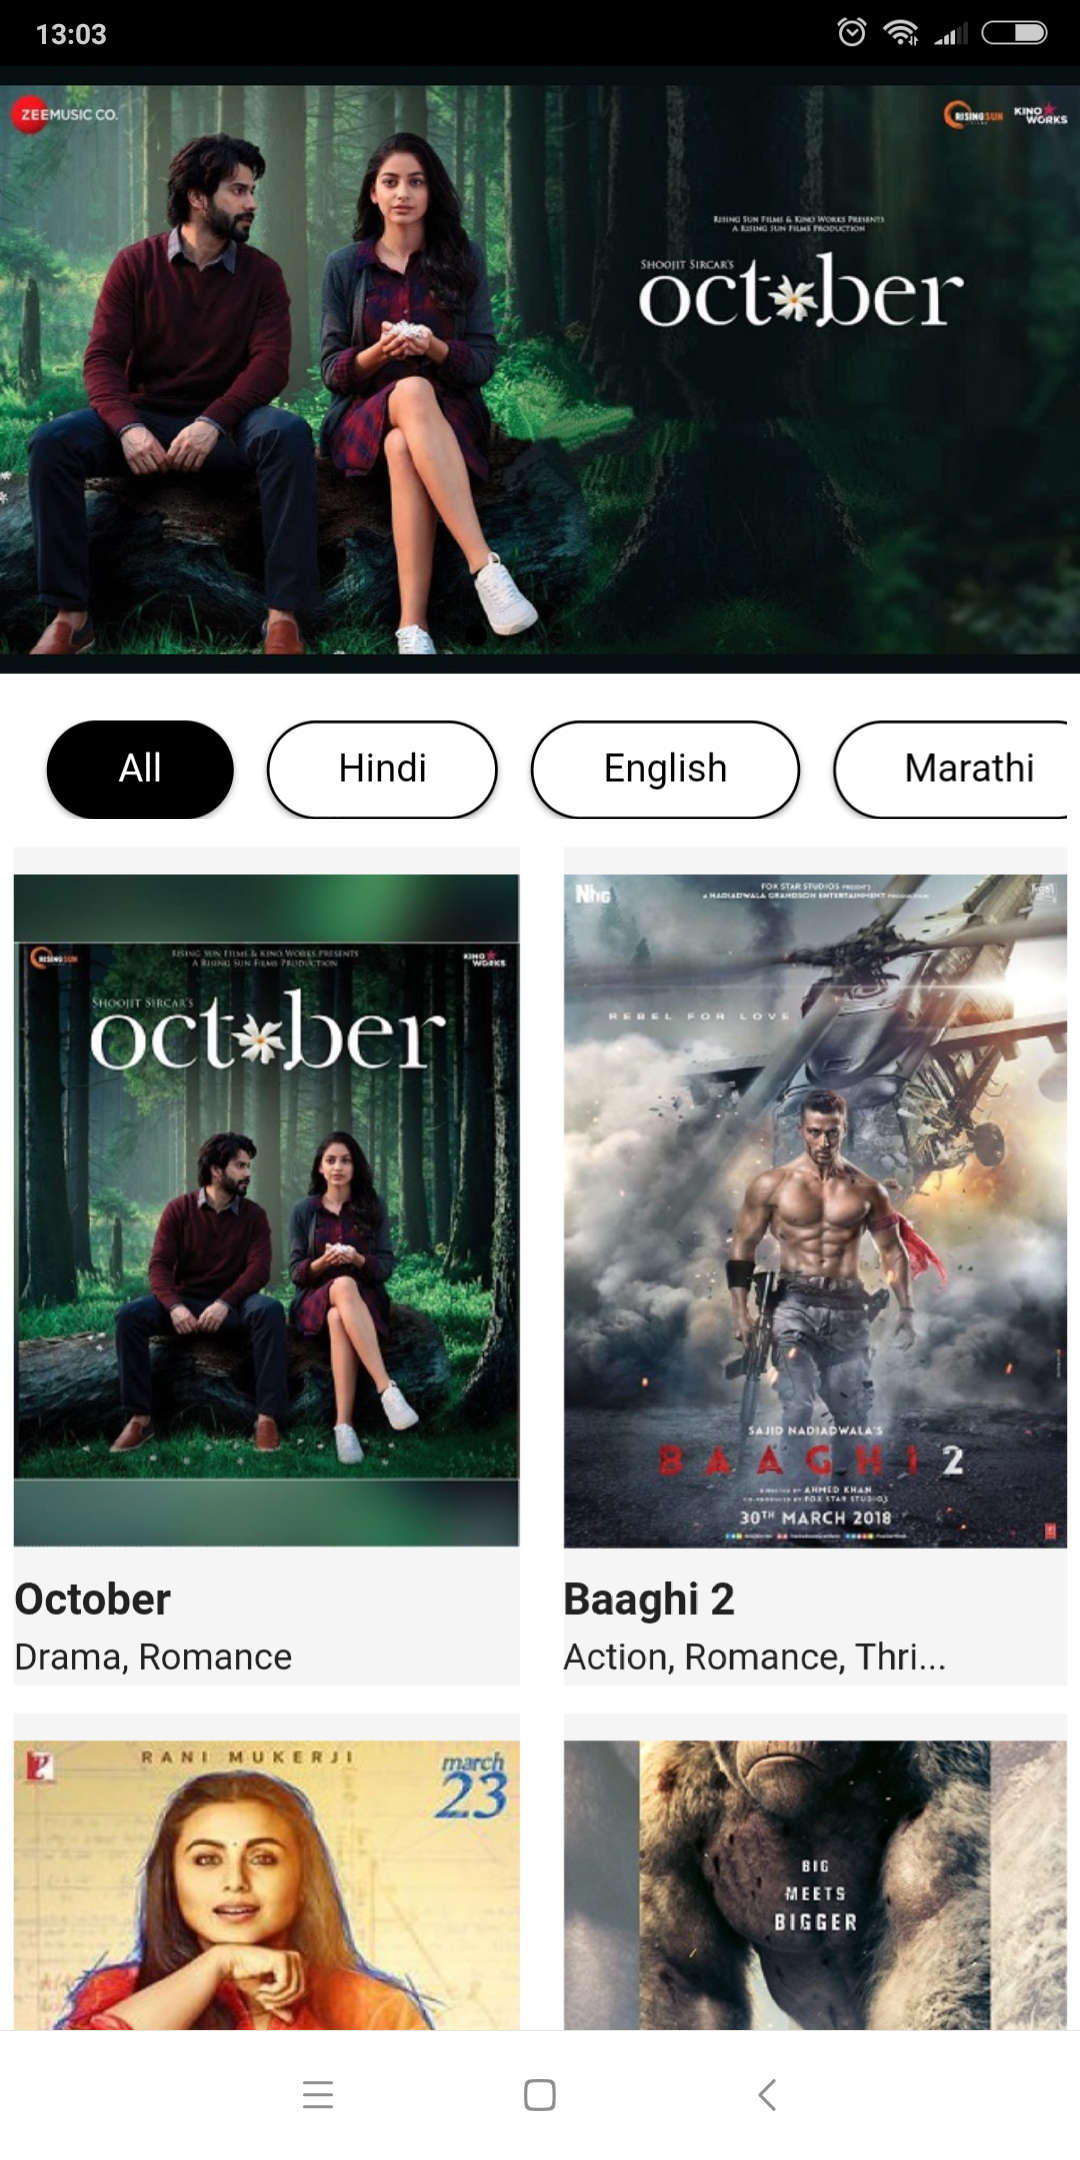 13:03
ZEE MUSIC CO.
RISING SUN
KINO WORKS
RISING SUN FILMS & KINO WORKS PRESENTS
A RISING SUN FILMS PRODUCTION
SHOOJIT SIRCAR'S
october
All
Hindi
English
Marathi
RISING SUN
RISING SUN FILMS & KINO WORKS PRESENTS
A RISING SUN FILMS PRODUCTION
KINO WORKS
SHOOJIT SIRCAR'S
october
October
Drama, Romance
NhG
FOX STAR STUDIOS PRESENTS
A NADIADWALA GRANDSON ENTERTAINMENT PRODUCTION
REBEL FOR LOVE
SAJID NADIADWALA'S
BAAGHI 2
DIRECTED BY AHMED KHAN
CO-PRODUCED BY FOX STAR STUDIOS
30TH MARCH 2018
Baaghi 2
Action, Romance, Thri...
RANI MUKERJI
march
23
BIG
MEETS
BIGGER